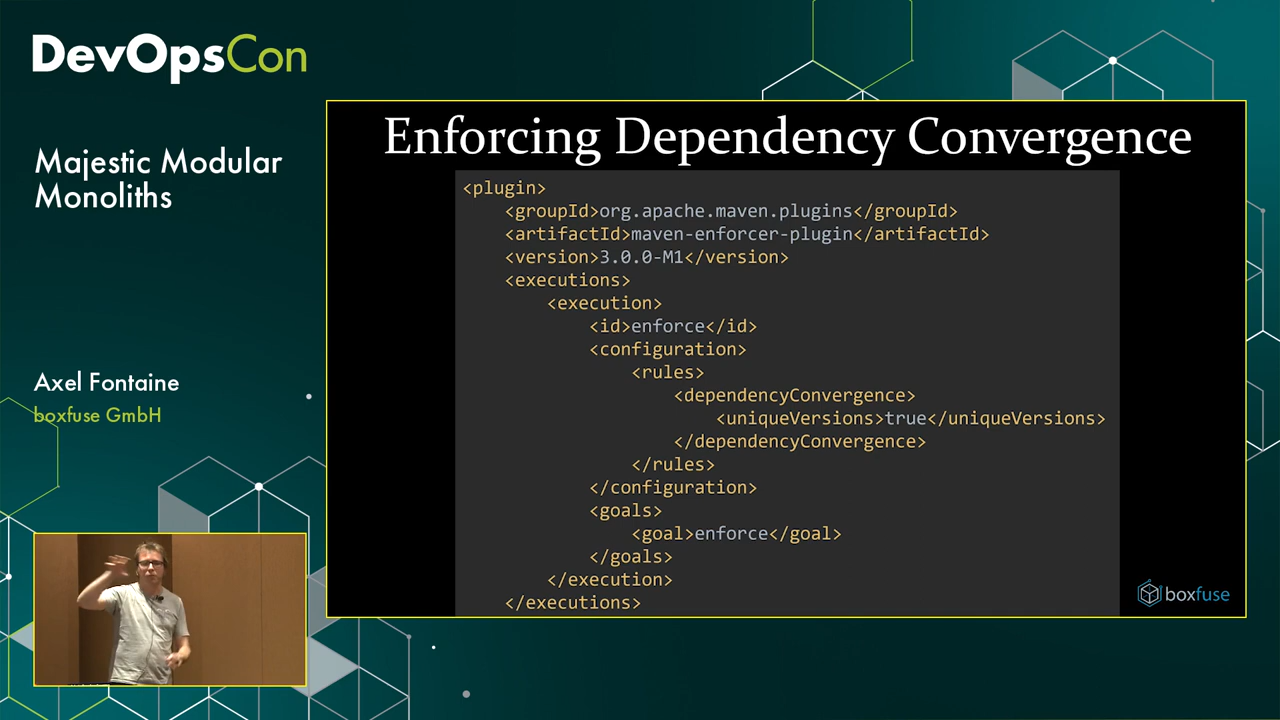 DevOpsCon
Majestic Modular
Monoliths
Axel Fontaine
boxfuse GmbH
Enforcing Dependency Convergence
<plugin>
    <groupId>org.apache.maven.plugins</groupId>
    <artifactId>maven-enforcer-plugin</artifactId>
    <version>3.0.0-M1</version>
    <executions>
        <execution>
            <id>enforce</id>
            <configuration>
                <rules>
                    <dependencyConvergence>
                        <uniqueVersions>true</uniqueVersions>
                    </dependencyConvergence>
                </rules>
            </configuration>
            <goals>
                <goal>enforce</goal>
            </goals>
        </execution>
    </executions>
boxfuse